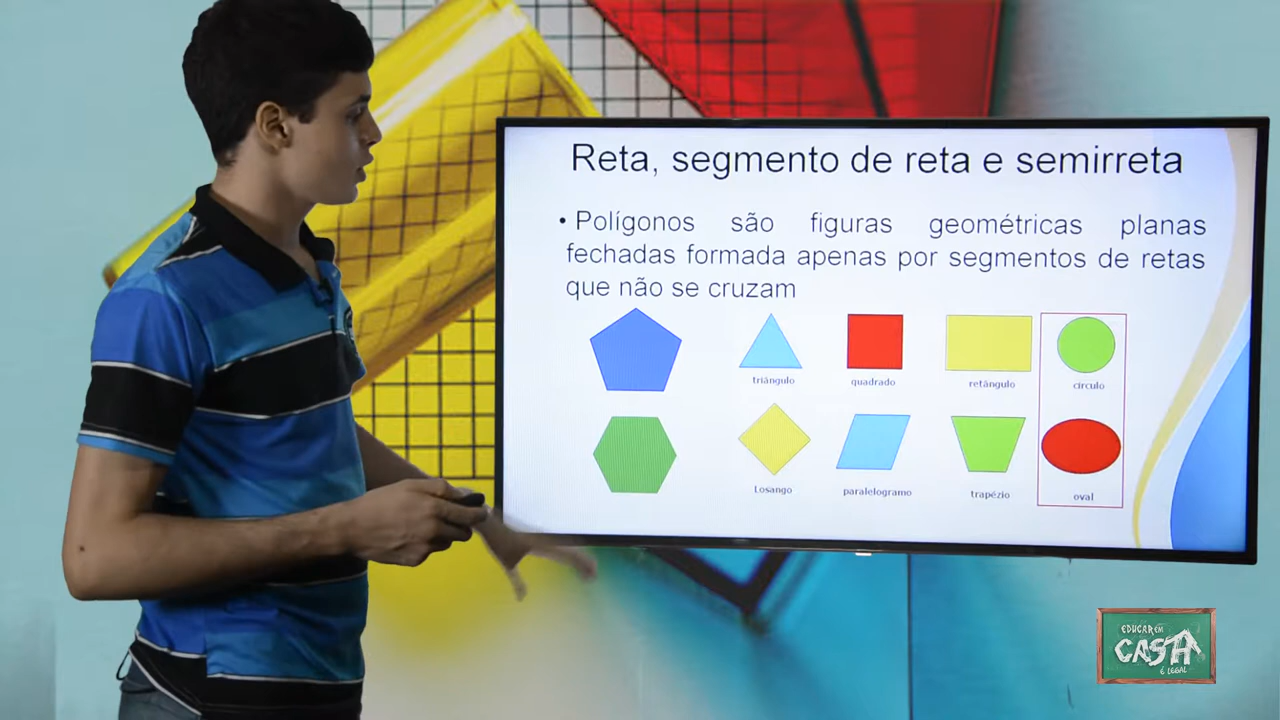 Reta, segmento de reta e semirreta
• Polígonos são figuras geométricas planas
fechadas formada apenas por segmentos de retas
que não se cruzam
triângulo quadrado retângulo círculo
Losango paralelogramo trapézio oval
EDUCAR EM
CASA
É LEGAL